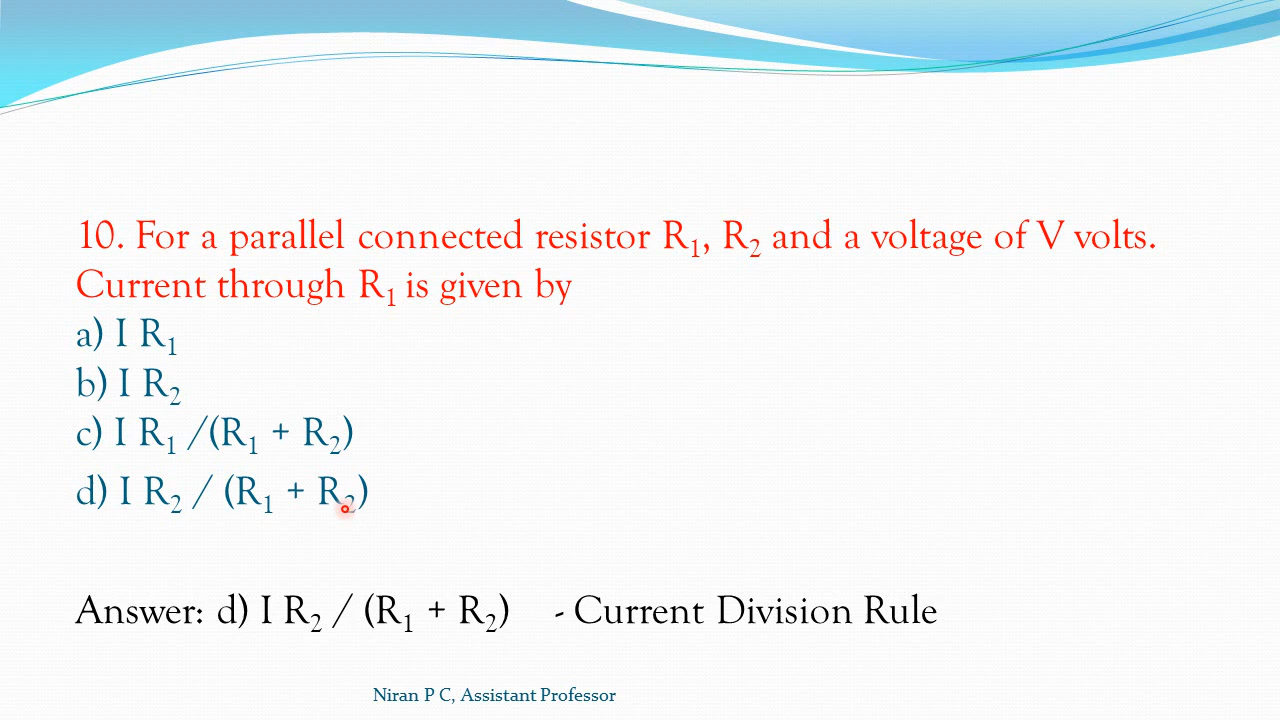 10. For a parallel connected resistor R₁, R₂ and a voltage of V volts.
Current through R₁ is given by
a) I R₁
b) I R₂
c) I R₁ /(R₁ + R₂)
d) I R₂ / (R₁ + R₂)
Answer: d) I R₂ / (R₁ + R₂) - Current Division Rule
Niran P C, Assistant Professor